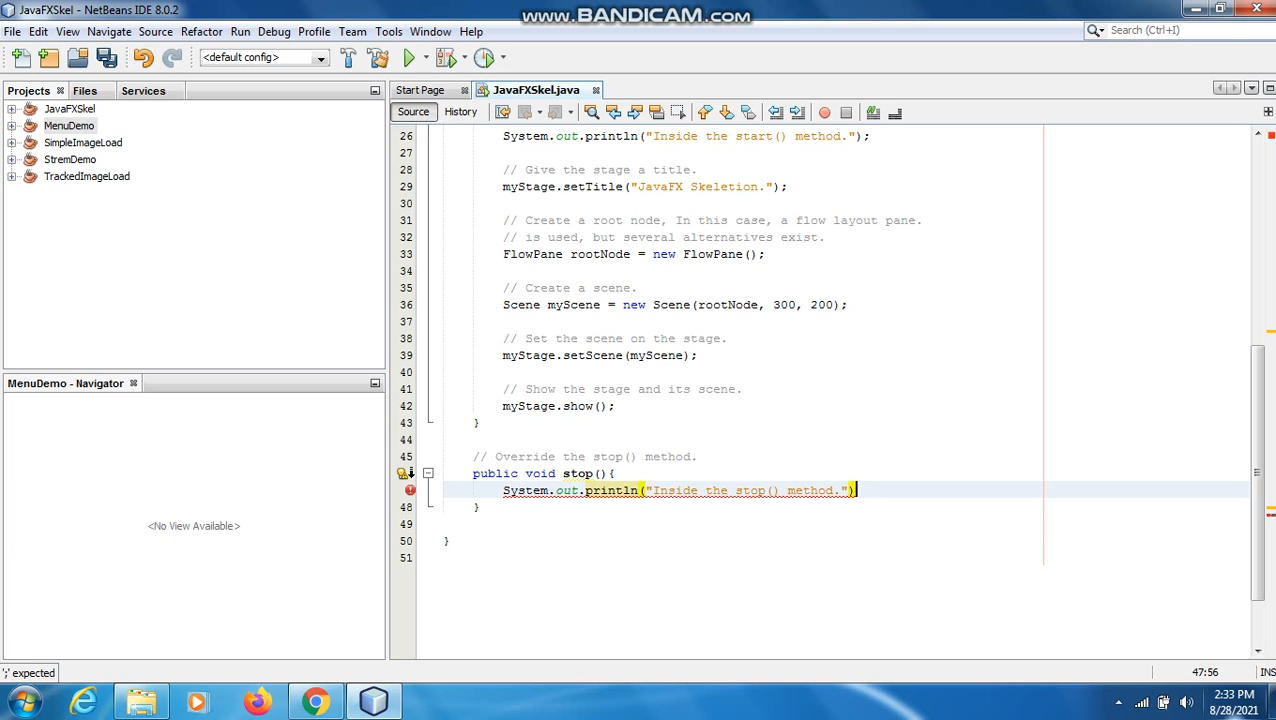 JavaFXSkel - NetBeans IDE 8.0.2
www.BANDICAM.com
File Edit View Navigate Source Refactor Run Debug Profile Team Tools Window Help
Search (Ctrl+I)
<default config>
Projects Files Services
Start Page JavaFXSkel.java
Source History
JavaFXSkel
MenuDemo
SimpleImageLoad
StremDemo
TrackedImageLoad
MenuDemo - Navigator
<No View Available>
26 System.out.println("Inside the start() method.");
27
28 // Give the stage a title.
29 myStage.setTitle("JavaFX Skeletion.");
30
31 // Create a root node, In this case, a flow layout pane.
32 // is used, but several alternatives exist.
33 FlowPane rootNode = new FlowPane();
34
35 // Create a scene.
36 Scene myScene = new Scene(rootNode, 300, 200);
37
38 // Set the scene on the stage.
39 myStage.setScene(myScene);
40
41 // Show the stage and its scene.
42 myStage.show();
43 }
44
45 // Override the stop() method.
public void stop(){
System.out.println("Inside the stop() method.")
48 }
49
50 }
51
';' expected
47:56
INS
2:33 PM
8/28/2021